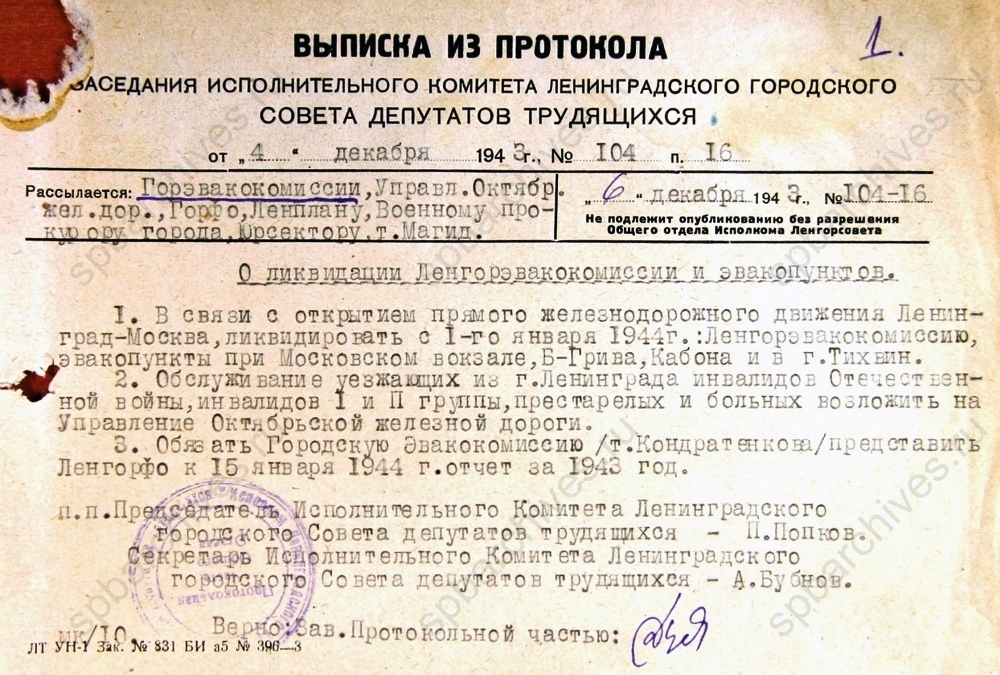 1.
ВЫПИСКА ИЗ ПРОТОКОЛА
ЗАСЕДАНИЯ ИСПОЛНИТЕЛЬНОГО КОМИТЕТА ЛЕНИНГРАДСКОГО ГОРОДСКОГО
СОВЕТА ДЕПУТАТОВ ТРУДЯЩИХСЯ
от „4“ декабря 1943 г., № 104 п. 16
Рассылается: Горэвакокомиссии, Управл.Октябр.
жел.дор., Горфо, Ленплану, Военному про-
курору города, Юрсектору, т. Магид.
„6“ декабря 1943 г., № 104-16
Не подлежит опубликованию без разрешения
Общего отдела Исполкома Ленгорсовета
О ликвидации Ленгорэвакокомиссии и эвакопунктов.
1. В связи с открытием прямого железнодорожного движения Ленин-
град-Москва, ликвидировать с I-го января 1944г.: Ленгорэвакокомиссию,
эвакопункты при Московском вокзале, Б-Грива, Кабона и в г.Тихвин.
2. Обслуживание уезжающих из г.Ленинграда инвалидов Отечествен-
ной войны, инвалидов I и П группы, престарелых и больных возложить на
Управление Октябрьской железной дороги.
3. Обязать Городскую Эвакокомиссию /т.Кондратенкова/представить
Ленгорфо к 15 января 1944 г. отчет за 1943 год.
п.п.Председатель Исполнительного Комитета Ленинградского
городского Совета депутатов трудящихся - П.Попков.
Секретарь Исполнительного Комитета Ленинградского
городского Совета депутатов трудящихся - А.Бубнов.
Протокольная
Верно: Зав.Протокольной частью:
мк/10.
ЛТ УН-1 Зак. № 831 БИ а5 № 396—3
spbarchives.ru